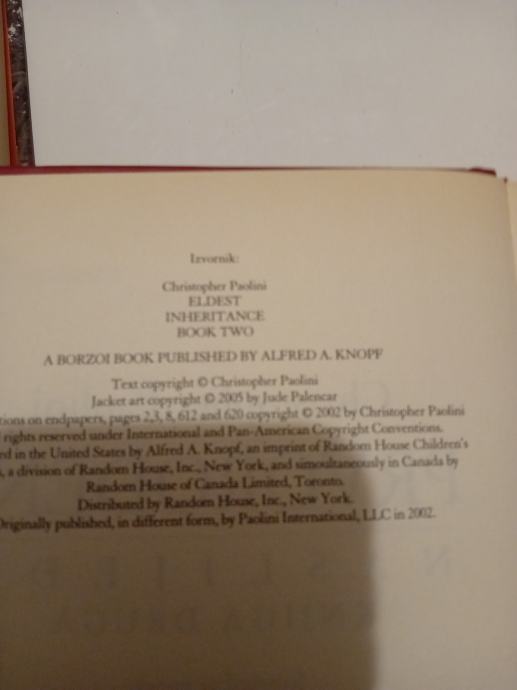 Izvornik:
Christopher Paolini
ELDEST
INHERITANCE
BOOK TWO
A BORZOI BOOK PUBLISHED BY ALFRED A. KNOPF
Text copyright © Christopher Paolini
Jacket art copyright © 2005 by Jude Palencar
tions on endpapers, pages 2,3, 8, 612 and 620 copyright © 2002 by Christopher Paolini
rights reserved under International and Pan-American Copyright Conventions.
ed in the United States by Alfred A. Knopf, an imprint of Random House Children's
, a division of Random House, Inc., New York, and simoultaneously in Canada by
Random House of Canada Limited, Toronto.
Distributed by Random House, Inc., New York.
Originally published, in different form, by Paolini International, LLC in 2002.